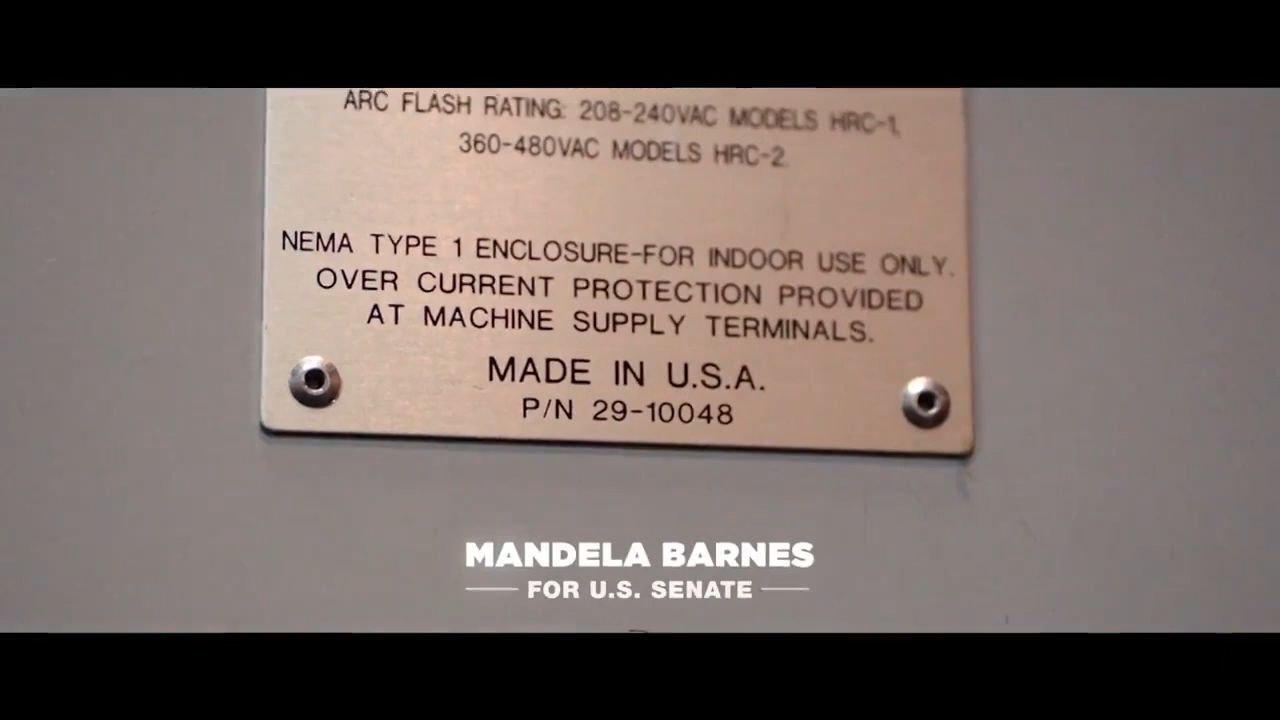 ARC FLASH RATING: 208-240VAC MODELS HRC-1,
360-480VAC MODELS HRC-2.
NEMA TYPE 1 ENCLOSURE-FOR INDOOR USE ONLY.
OVER CURRENT PROTECTION PROVIDED
AT MACHINE SUPPLY TERMINALS.
MADE IN U.S.A.
P/N 29-10048
MANDELA BARNES
FOR U.S. SENATE